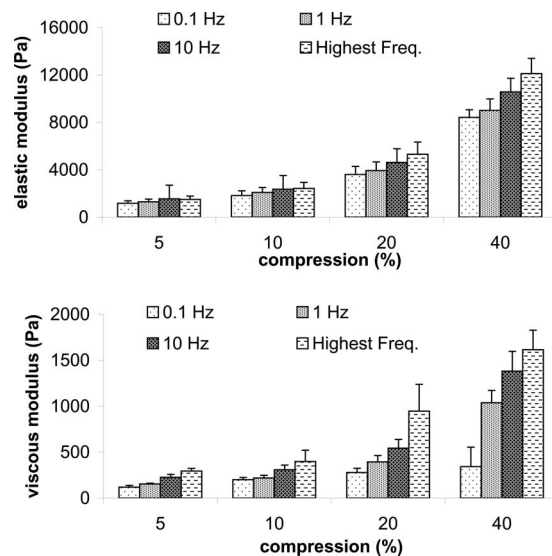 0.1 Hz 1 Hz
10 Hz Highest Freq.
elastic modulus (Pa)
16000
12000
8000
4000
0
5 10 20 40
compression (%)
0.1 Hz 1 Hz
10 Hz Highest Freq.
viscous modulus (Pa)
2000
1500
1000
500
0
5 10 20 40
compression (%)